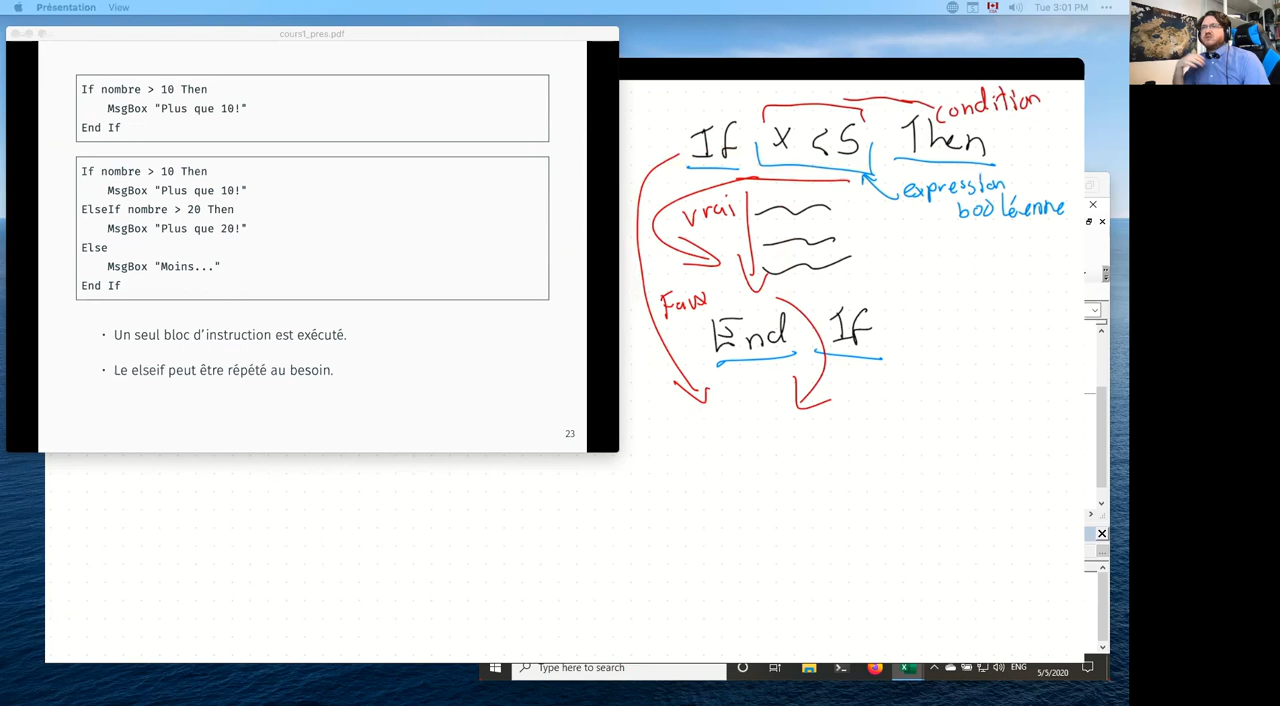 Présentation View
Tue 3:01 PM
cours1_pres.pdf
If nombre > 10 Then
MsgBox "Plus que 10!"
End If
If nombre > 10 Then
MsgBox "Plus que 10!"
ElseIf nombre > 20 Then
MsgBox "Plus que 20!"
Else
MsgBox "Moins..."
End If
• Un seul bloc d'instruction est exécuté.
• Le elseif peut être répété au besoin.
23
condition
If X < 5 Then
expression
booléenne
vrai
Faux
End If
Type here to search
ENG
5/5/2020